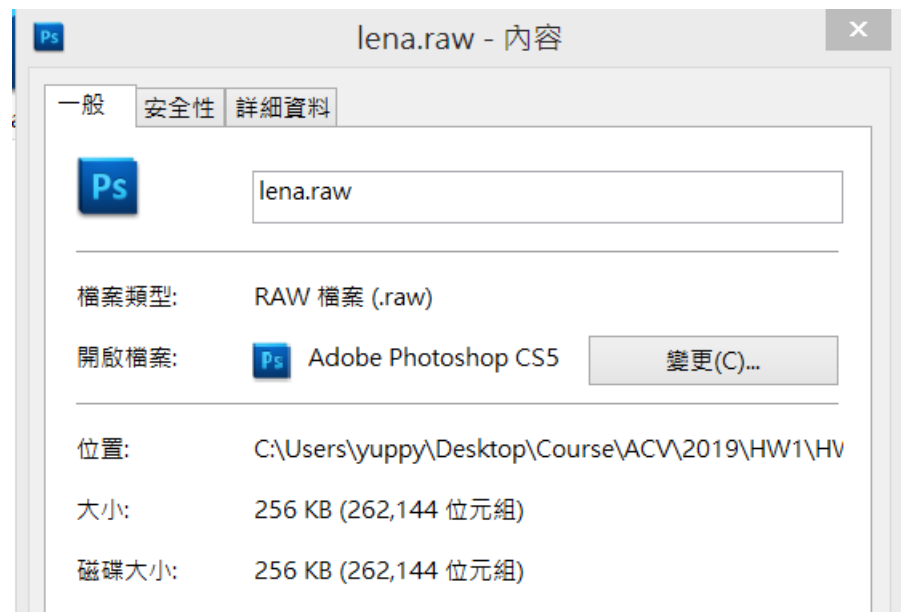 Ps lena.raw - 內容
一般 安全性 詳細資料
Ps lena.raw
檔案類型: RAW 檔案 (.raw)
開啟檔案: Ps Adobe Photoshop CS5 變更(C)...
位置: C:\Users\yuppy\Desktop\Course\ACV\2019\HW1\HW
大小: 256 KB (262,144 位元組)
磁碟大小: 256 KB (262,144 位元組)